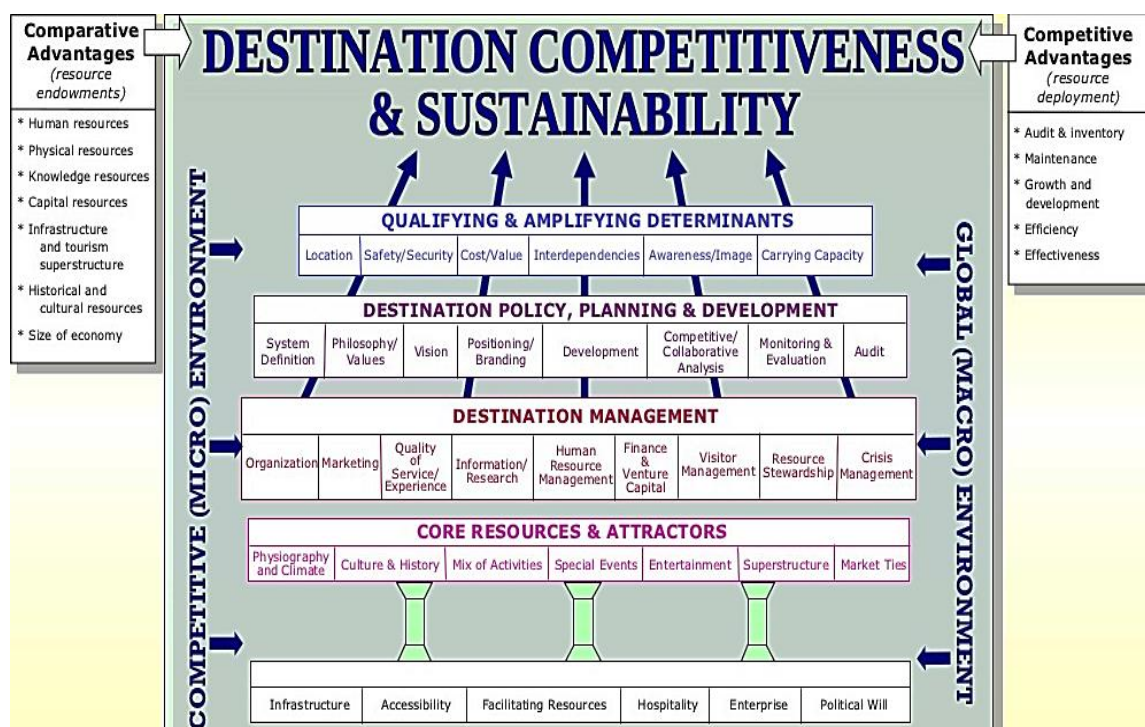 Comparative
Advantages
(resource
endowments)
* Human resources
* Physical resources
* Knowledge resources
* Capital resources
* Infrastructure
and tourism
superstructure
* Historical and
cultural resources
* Size of economy
DESTINATION COMPETITIVENESS
& SUSTAINABILITY
Competitive
Advantages
(resource
deployment)
* Audit & inventory
* Maintenance
* Growth and
development
* Efficiency
* Effectiveness
COMPETITIVE (MICRO) ENVIRONMENT
GLOBAL (MACRO) ENVIRONMENT
QUALIFYING & AMPLIFYING DETERMINANTS
Location Safety/Security Cost/Value Interdependencies Awareness/Image Carrying Capacity
DESTINATION POLICY, PLANNING & DEVELOPMENT
System
Definition
Philosophy/
Values
Vision
Positioning/
Branding
Development
Competitive/
Collaborative
Analysis
Monitoring &
Evaluation
Audit
DESTINATION MANAGEMENT
Organization
Marketing
Quality
of
Service/
Experience
Information/
Research
Human
Resource
Management
Finance
&
Venture
Capital
Visitor
Management
Resource
Stewardship
Crisis
Management
CORE RESOURCES & ATTRACTORS
Physiography
and Climate
Culture & History
Mix of Activities
Special Events
Entertainment
Superstructure
Market Ties
Infrastructure Accessibility Facilitating Resources Hospitality Enterprise Political Will